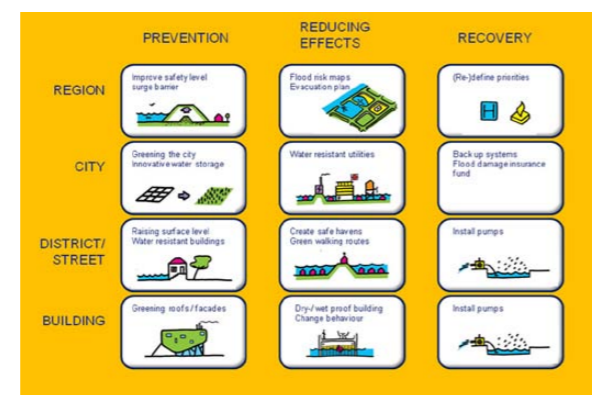 PREVENTION
REDUCING
EFFECTS
RECOVERY
REGION
Improve safety level
surge barrier
Flood risk maps
Evacuation plan
(Re-)define priorities
CITY
Greening the city
Innovative water storage
Water resistant utilities
Back up systems
Flood damage insurance
fund
DISTRICT/
STREET
Raising surface level
Water resistant buildings
Create safe havens
Green walking routes
Install pumps
BUILDING
Greening roofs / facades
Dry-/wet proof building
Change behaviour
Install pumps